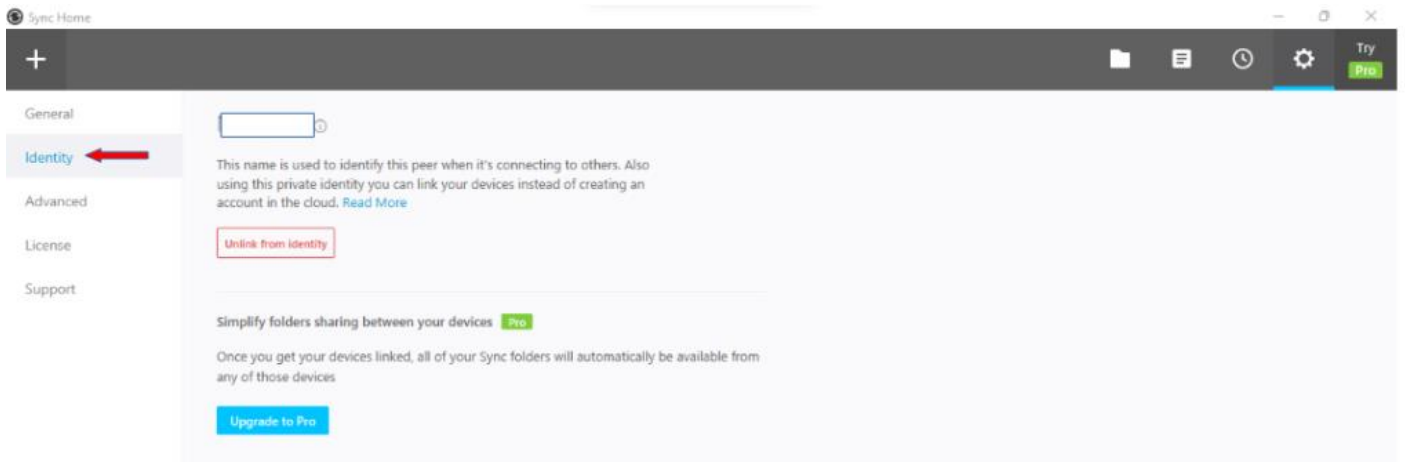 Sync Home
Try
Pro
General
Identity
Advanced
License
Support
This name is used to identify this peer when it's connecting to others. Also
using this private identity you can link your devices instead of creating an
account in the cloud. Read More
Unlink from identity
Simplify folders sharing between your devices Pro
Once you get your devices linked, all of your Sync folders will automatically be available from
any of those devices
Upgrade to Pro